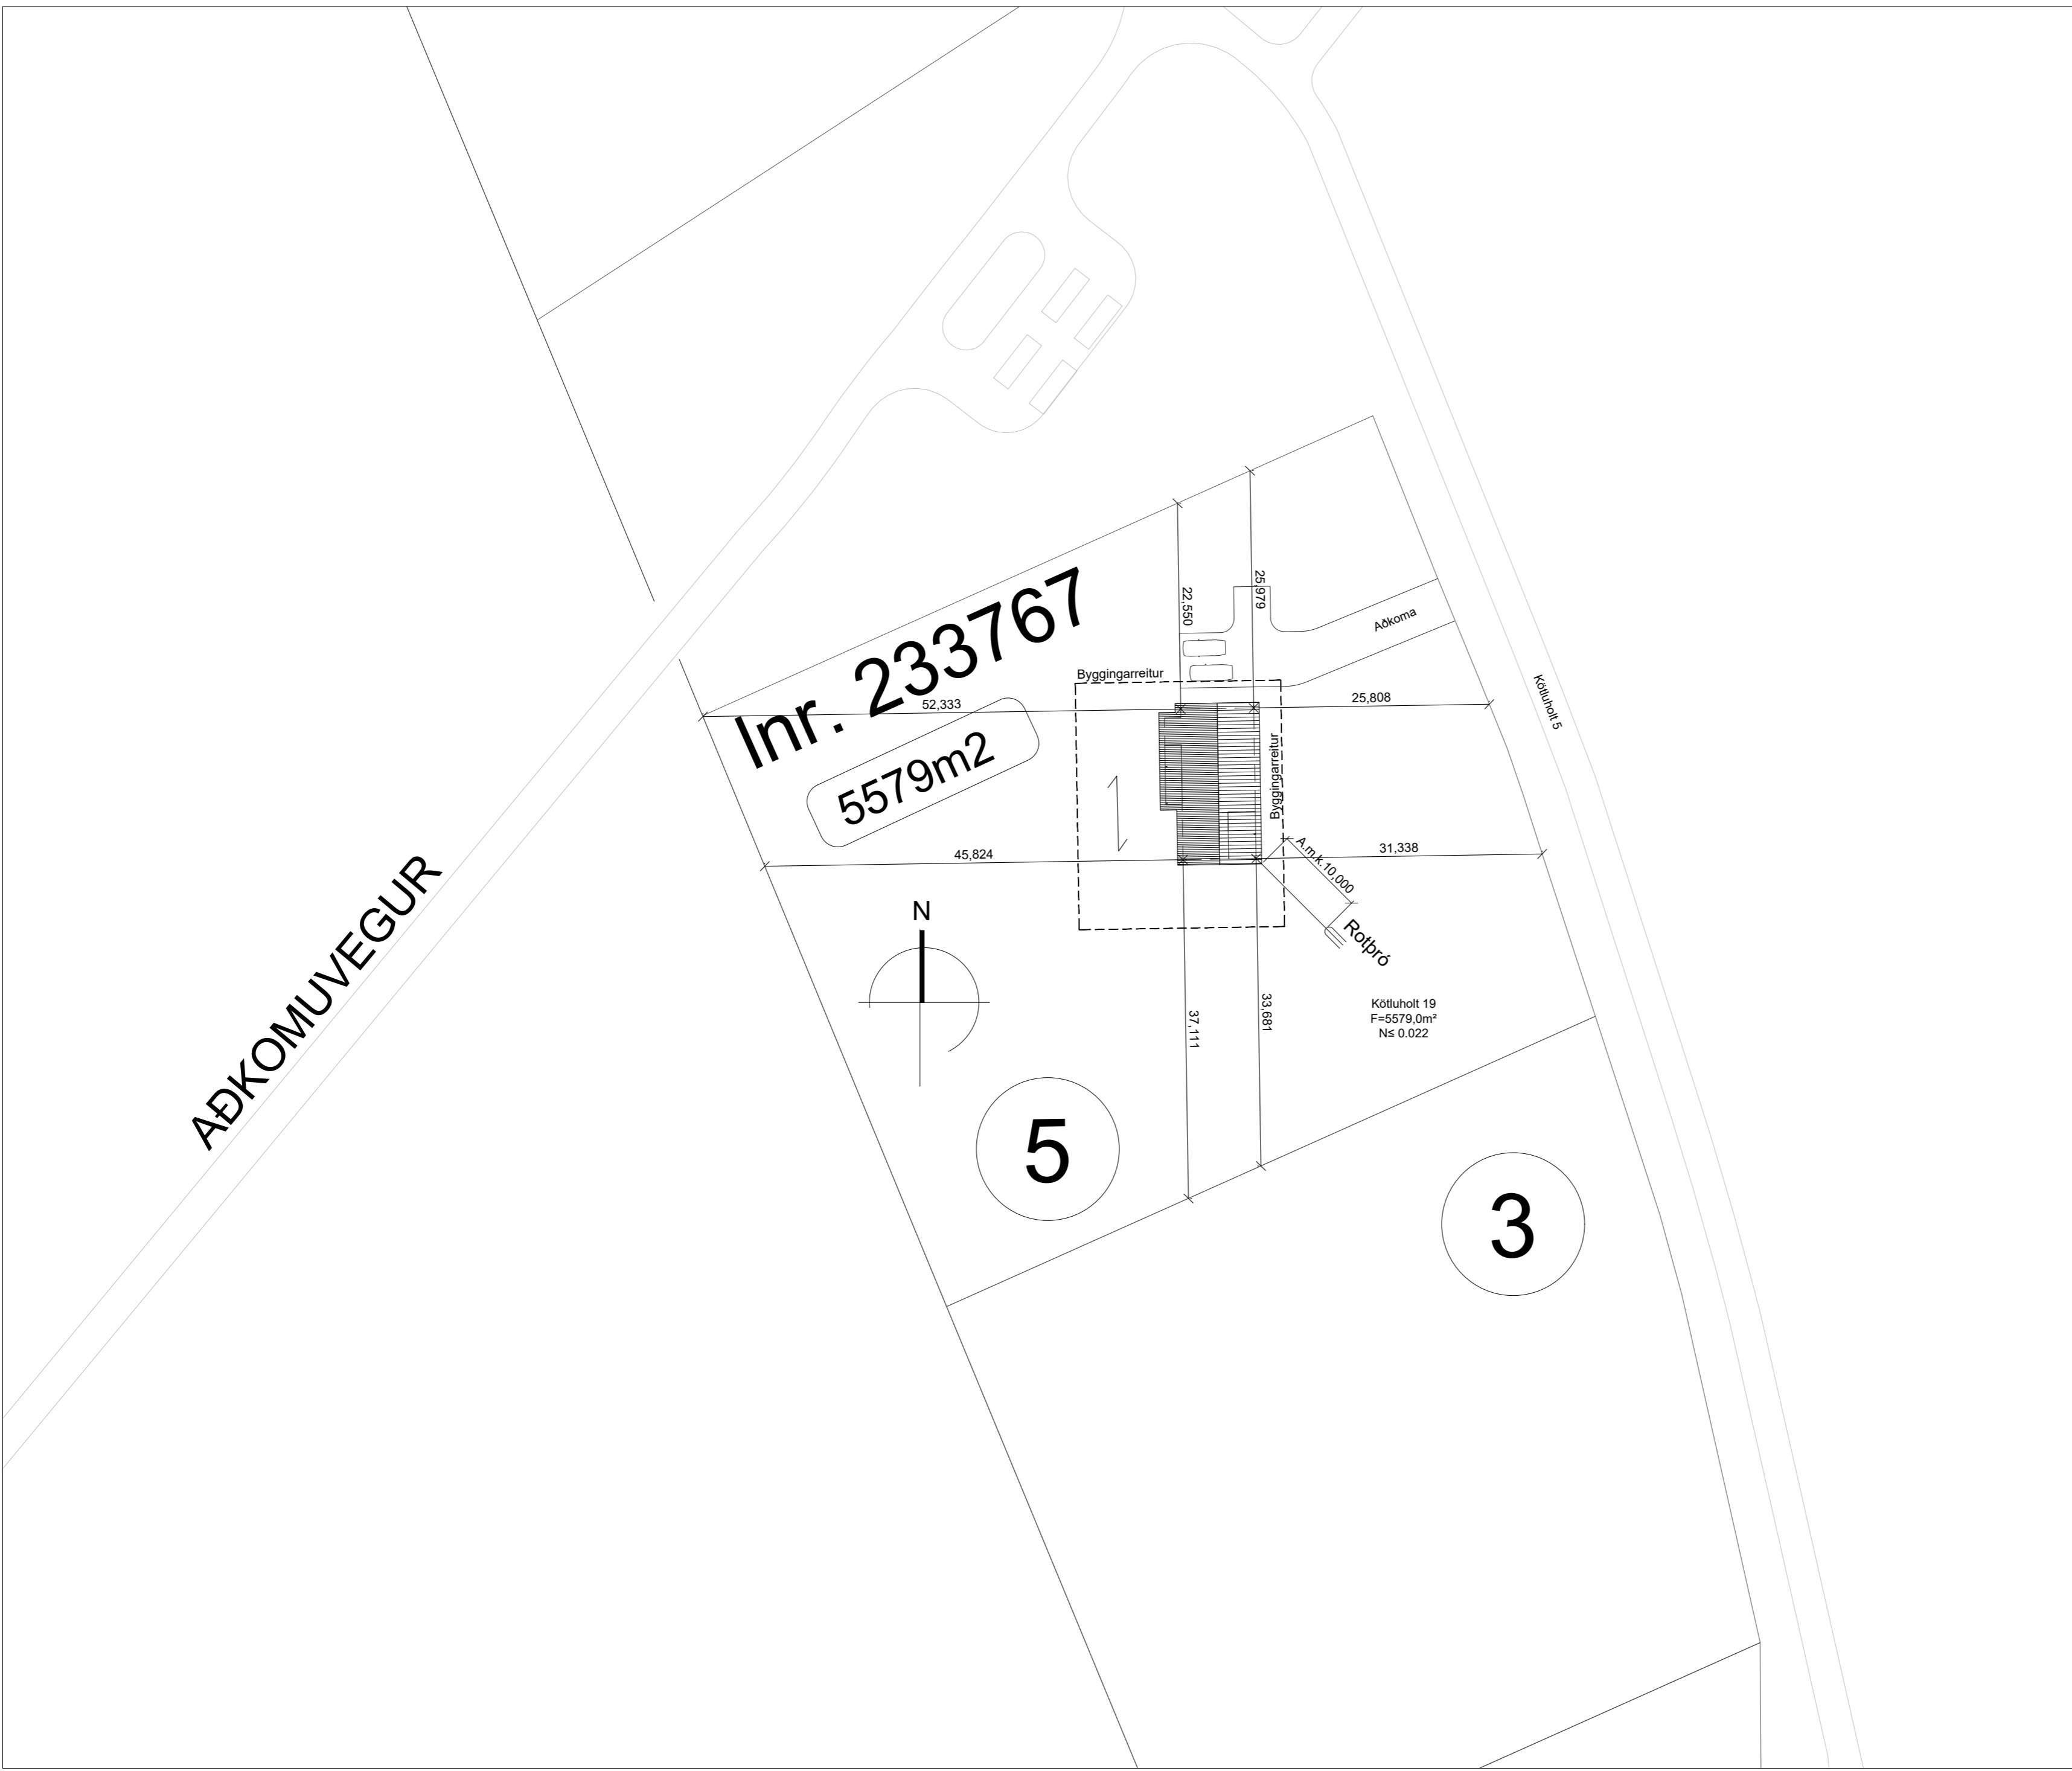 lnr. 233767
5579m2
22,550
25,979
Aðkoma
Byggingarreitur
52,333
25,808
Kötluholt 5
Byggingarreitur
45,824
31,338
A.m.k.10,000
AÐKOMUVEGUR
N
Rotþró
Kötluholt 19
F=5579,0m²
N≤ 0.022
37,111
33,681
5
3